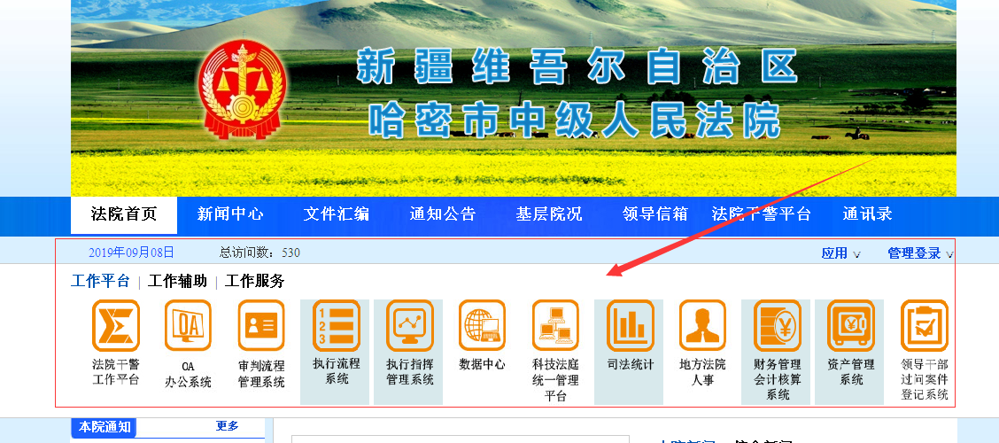 新疆维吾尔自治区
哈密市中级人民法院
法院首页 新闻中心 文件汇编 通知公告 基层院况 领导信箱 法院干警平台 通讯录
2019年09月08日 总访问数：530 应用 管理登录
工作平台 | 工作辅助 | 工作服务
1
2
3
OA
法院干警
工作平台
OA
办公系统
审判流程
管理系统
执行流程
系统
执行指挥
管理系统
数据中心
科技法庭
统一管理
平台
司法统计
地方法院
人事
财务管理
会计核算
系统
资产管理
系统
领导干部
过问案件
登记系统
本院通知 更多